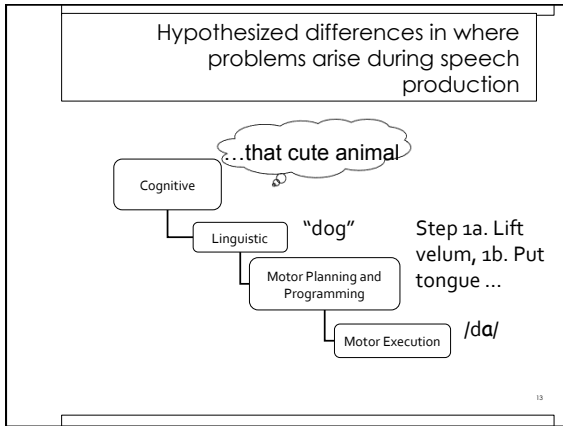 Hypothesized differences in where
problems arise during speech
production
...that cute animal
Cognitive
Linguistic
"dog"
Step 1a. Lift
velum, 1b. Put
tongue ...
Motor Planning and
Programming
Motor Execution
/dɑ/
13